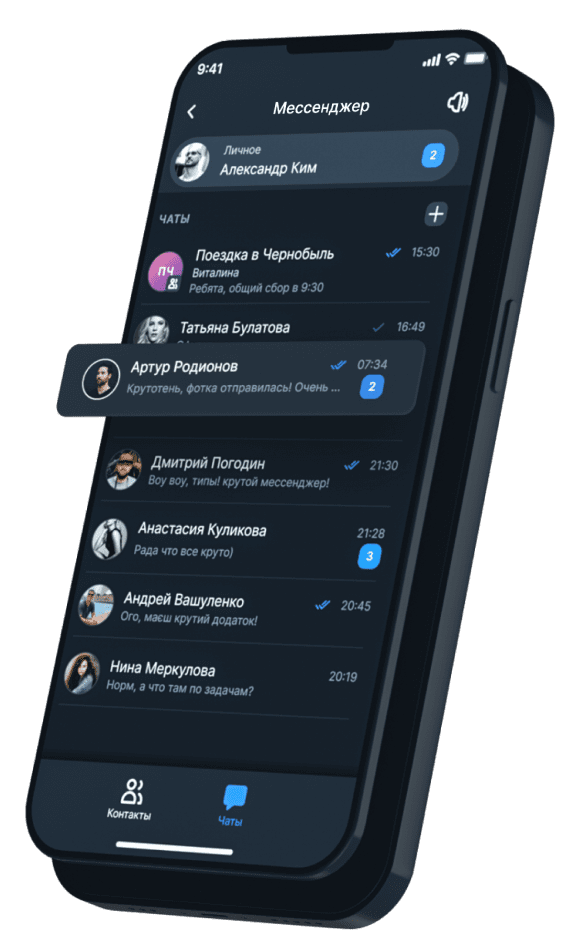 9:41
Мессенджер
Личное
Александр Ким
2
ЧАТЫ
Поездка в Чернобыль
15:30
ПЧ
Виталина
Ребята, общий сбор в 9:30
Татьяна Булатова
16:49
Артур Родионов
07:34
Крутотень, фотка отправилась! Очень ...
2
Дмитрий Погодин
21:30
Воу воу, типы! крутой мессенджер!
Анастасия Куликова
21:28
Рада что все круто)
3
Андрей Вашуленко
20:45
Ого, маєш крутий додаток!
Нина Меркулова
20:19
Норм, а что там по задачам?
Контакты
Чаты